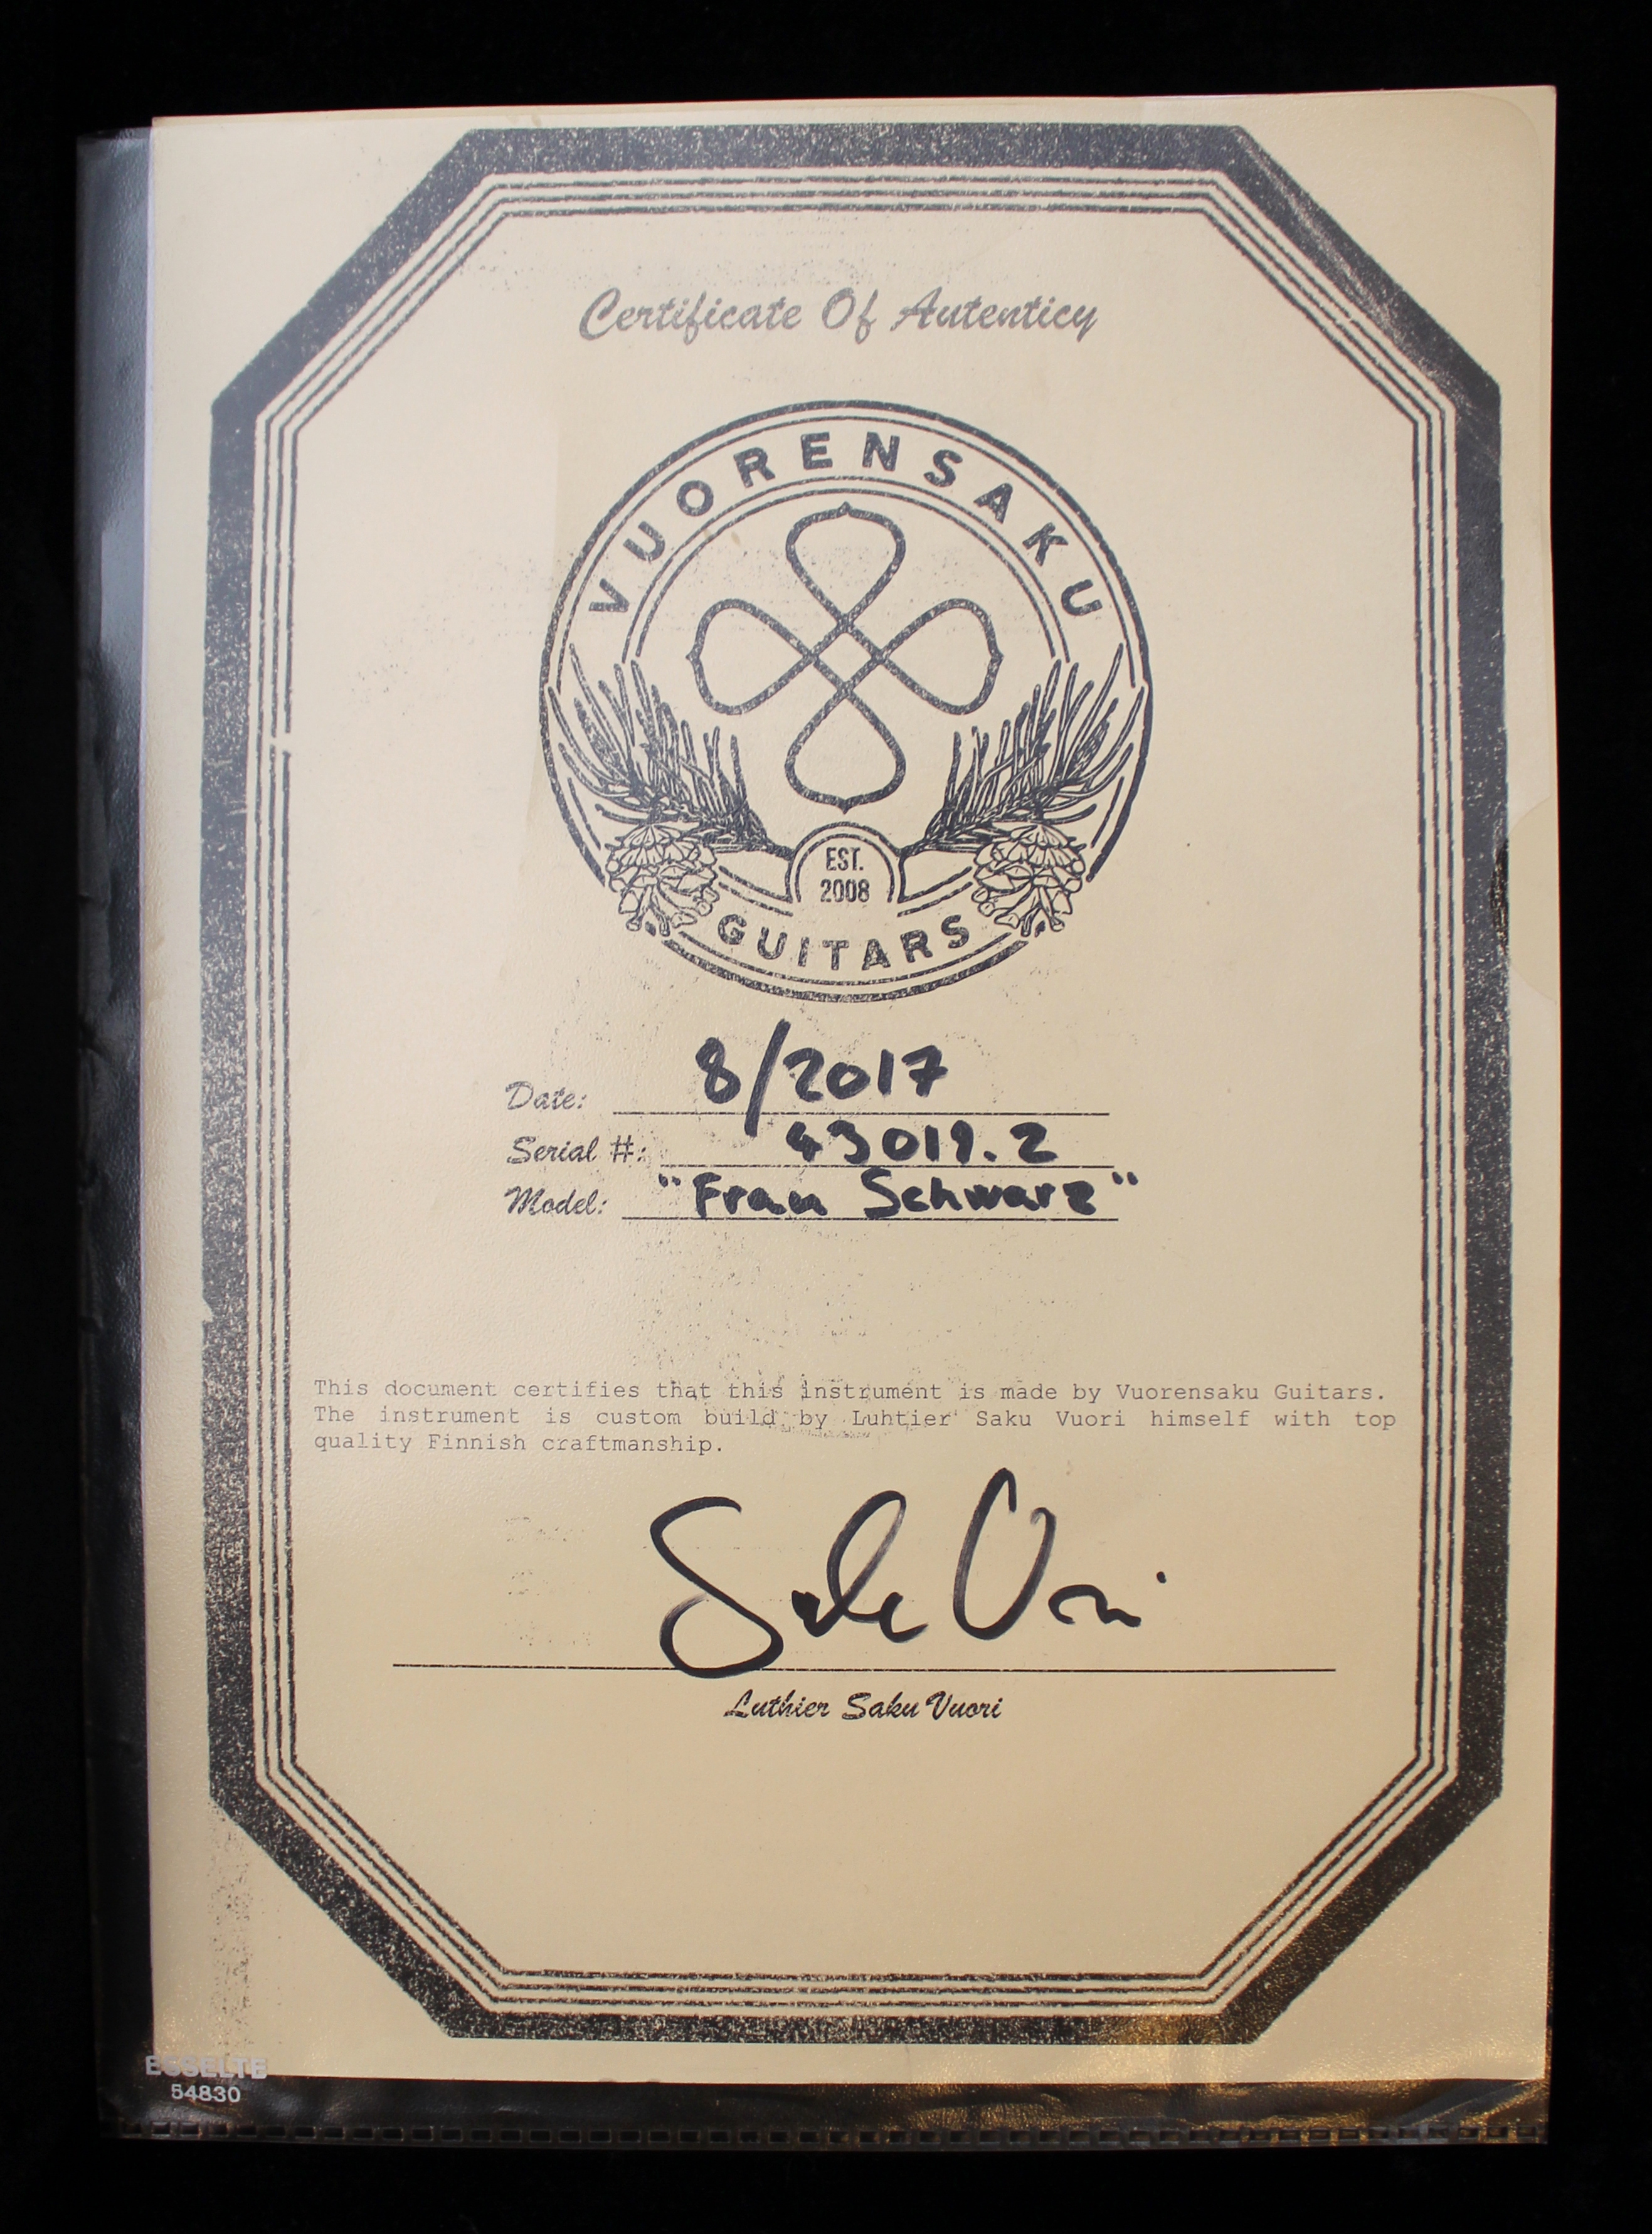 Certificate Of Autenticy
VUORENSAKU
EST.
2008
GUITARS
Date: 8/2017
Serial #: 43019.2
Model: "Frau Schwarz"
This document certifies that this instrument is made by Vuorensaku Guitars.
The instrument is custom build by Luhtier Saku Vuori himself with top
quality Finnish craftmanship.
Saku Vuori
Luthier Saku Vuori
ESSELTE
54830